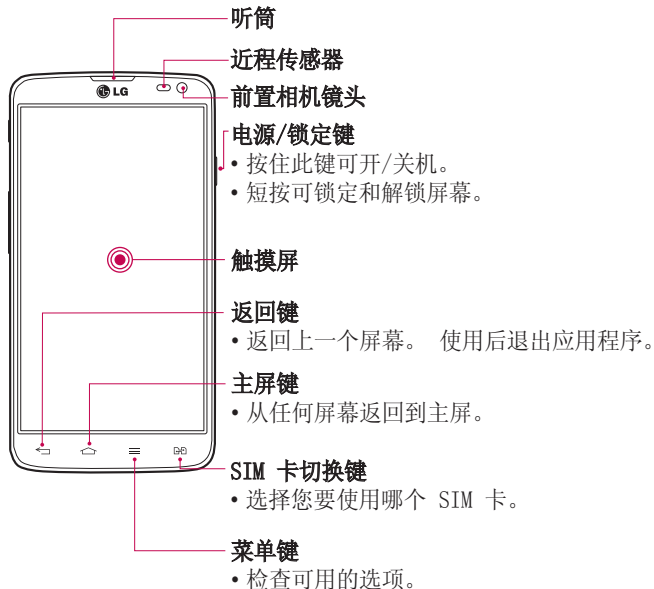 听筒
近程传感器
前置相机镜头
LG
电源/锁定键
• 按住此键可开/关机。
• 短按可锁定和解锁屏幕。
触摸屏
返回键
• 返回上一个屏幕。 使用后退出应用程序。
主屏键
• 从任何屏幕返回到主屏。
SIM 卡切换键
• 选择您要使用哪个 SIM 卡。
菜单键
• 检查可用的选项。